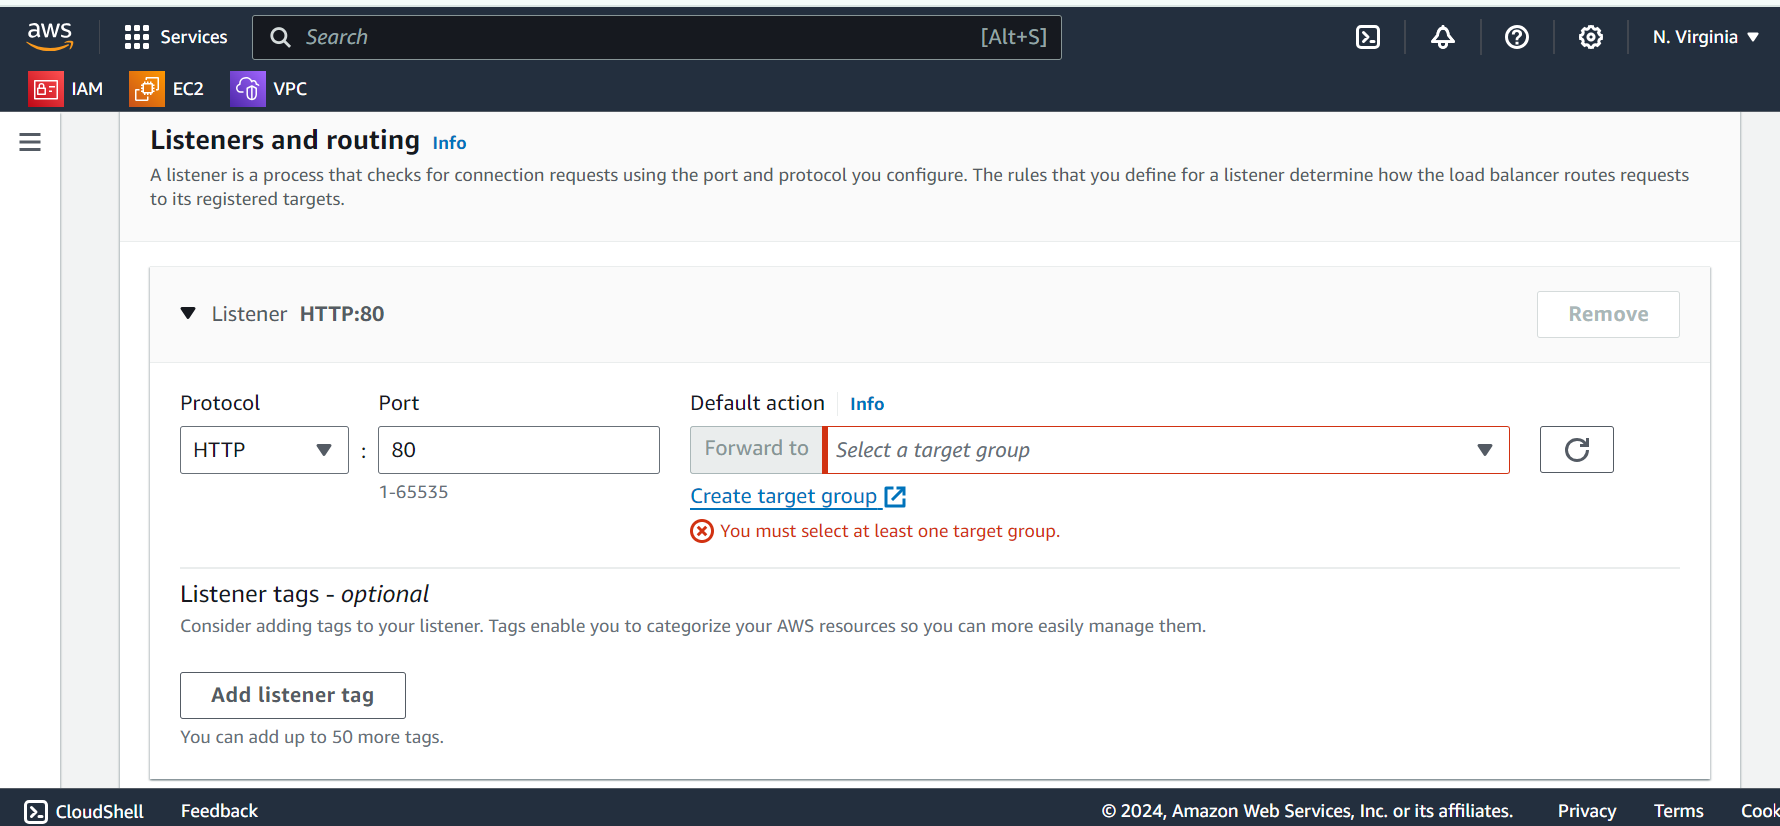 aws
Services
Search
[Alt+S]
N. Virginia
IAM
EC2
VPC
Listeners and routing Info
A listener is a process that checks for connection requests using the port and protocol you configure. The rules that you define for a listener determine how the load balancer routes requests
to its registered targets.
Listener HTTP:80
Remove
Protocol
Port
Default action
Info
HTTP
:
80
Forward to
Select a target group
1-65535
Create target group
You must select at least one target group.
Listener tags - optional
Consider adding tags to your listener. Tags enable you to categorize your AWS resources so you can more easily manage them.
Add listener tag
You can add up to 50 more tags.
CloudShell
Feedback
© 2024, Amazon Web Services, Inc. or its affiliates.
Privacy
Terms
Cook